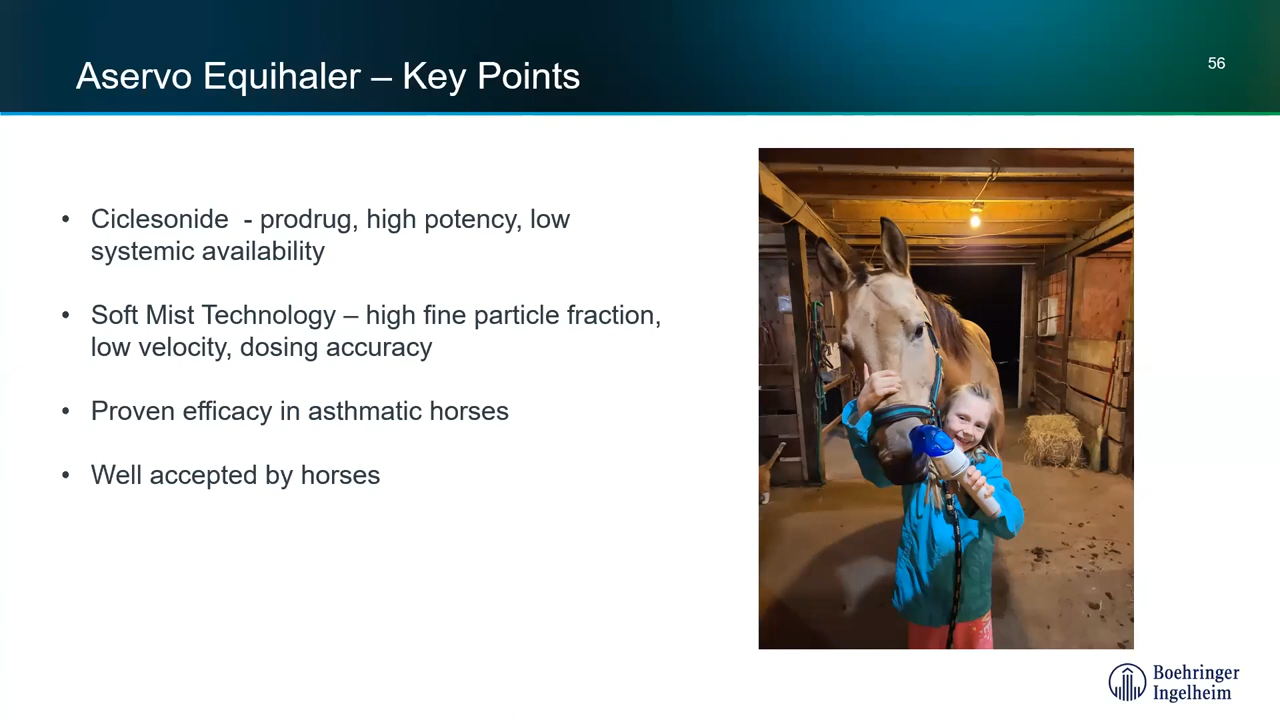 Aservo Equihaler – Key Points
56
• Ciclesonide  - prodrug, high potency, low
systemic availability
• Soft Mist Technology – high fine particle fraction,
low velocity, dosing accuracy
• Proven efficacy in asthmatic horses
• Well accepted by horses
Boehringer
Ingelheim